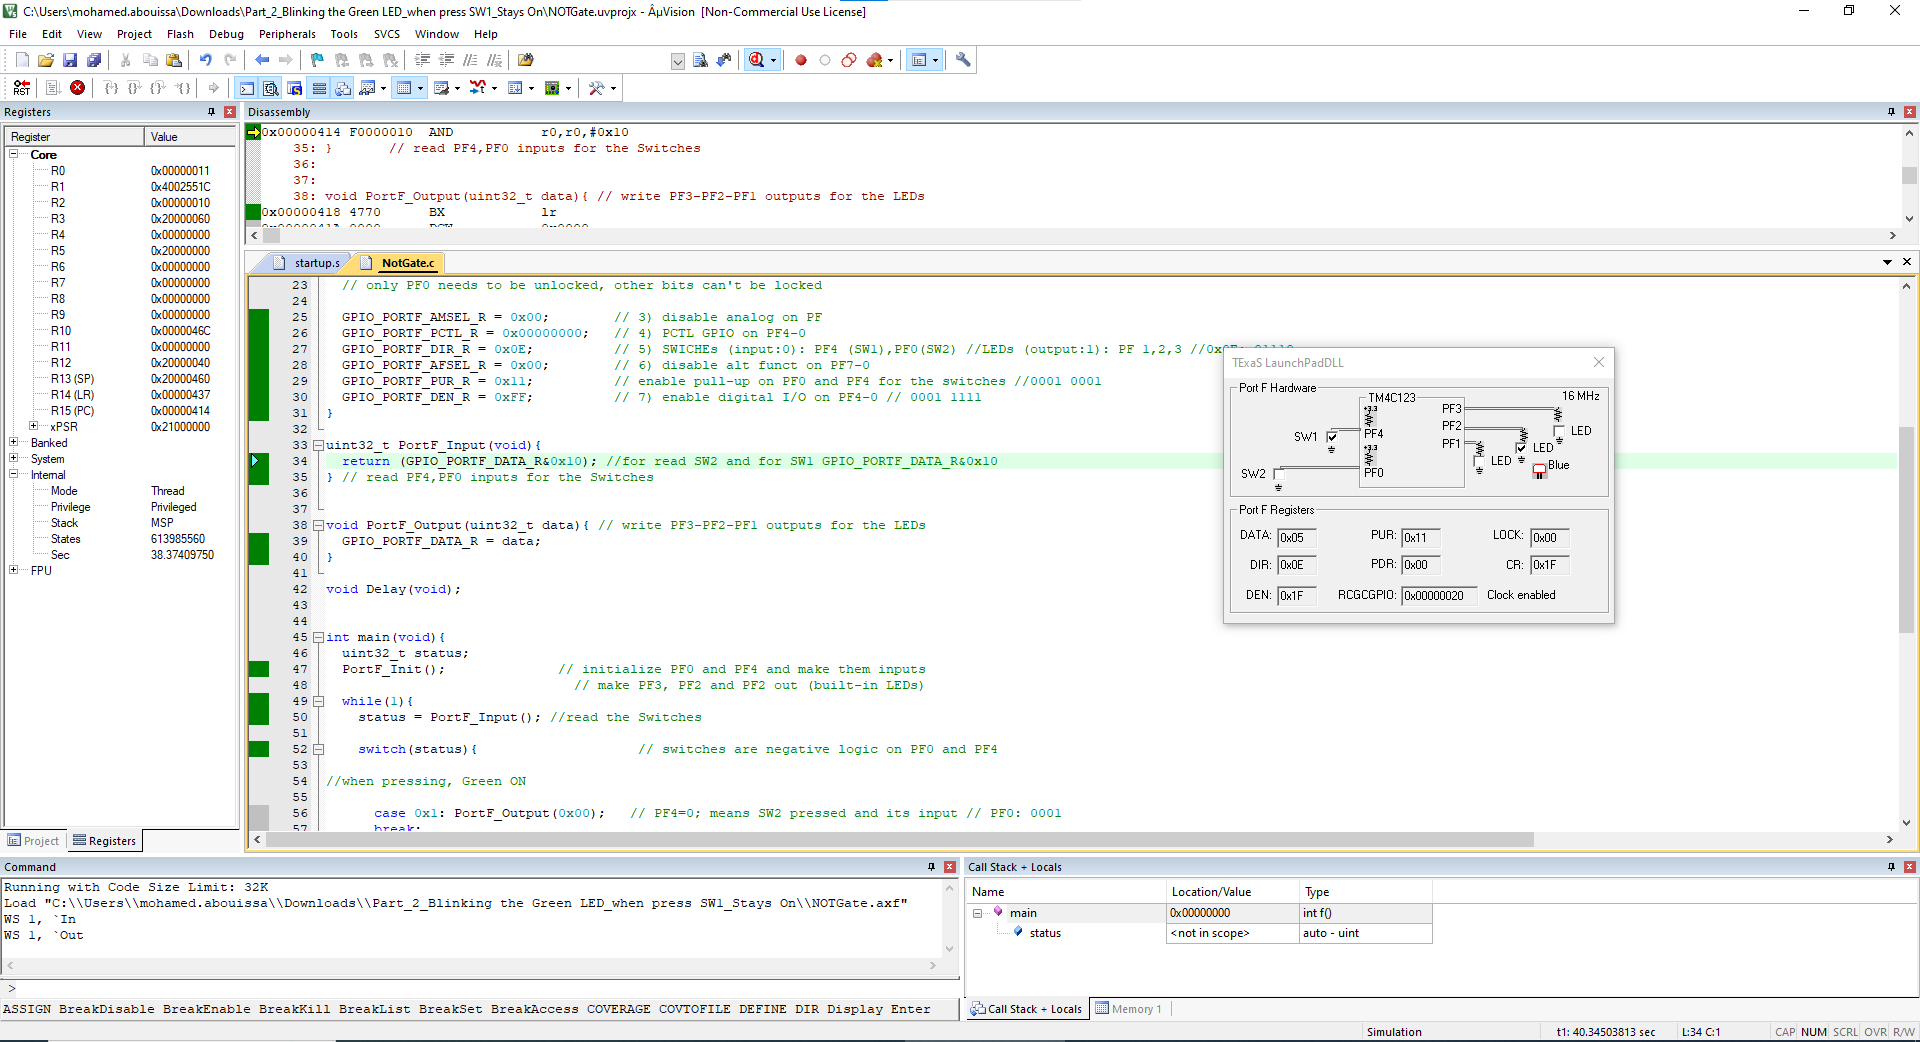 C:\Users\mohamed.abouissa\Downloads\Part_2_Blinking the Green LED_when press SW1_Stays On\NOTGate.uvprojx - ÂµVision  [Non-Commercial Use License]
File Edit View Project Flash Debug Peripherals Tools SVCS Window Help
RST
Registers
Register Value
Core
R0 0x00000011
R1 0x4002551C
R2 0x00000010
R3 0x20000060
R4 0x00000000
R5 0x20000000
R6 0x00000000
R7 0x00000000
R8 0x00000000
R9 0x00000000
R10 0x0000046C
R11 0x00000000
R12 0x20000040
R13 (SP) 0x20000460
R14 (LR) 0x00000437
R15 (PC) 0x00000414
xPSR 0x21000000
Banked
System
Internal
Mode Thread
Privilege Privileged
Stack MSP
States 613985560
Sec 38.37409750
FPU
Project Registers
Disassembly
0x00000414 F0000010  AND           r0,r0,#0x10
35: }       // read PF4,PF0 inputs for the Switches
36:
37:
38: void PortF_Output(uint32_t data){ // write PF3-PF2-PF1 outputs for the LEDs
0x00000418 4770      BX            lr
0x0000041A 0000      DCW           0x0000
startup.s NotGate.c
23 // only PF0 needs to be unlocked, other bits can't be locked
24
25 GPIO_PORTF_AMSEL_R = 0x00;        // 3) disable analog on PF
26 GPIO_PORTF_PCTL_R = 0x00000000;   // 4) PCTL GPIO on PF4-0
27 GPIO_PORTF_DIR_R = 0x0E;          // 5) SWICHEs (input:0): PF4 (SW1),PF0(SW2) //LEDs (output:1): PF 1,2,3 //0x0E: 01110
28 GPIO_PORTF_AFSEL_R = 0x00;        // 6) disable alt funct on PF7-0
29 GPIO_PORTF_PUR_R = 0x11;          // enable pull-up on PF0 and PF4 for the switches //0001 0001
30 GPIO_PORTF_DEN_R = 0xFF;          // 7) enable digital I/O on PF4-0 // 0001 1111
31 }
32
33 uint32_t PortF_Input(void){
34 return (GPIO_PORTF_DATA_R&0x10); //for read SW2 and for SW1 GPIO_PORTF_DATA_R&0x10
35 } // read PF4,PF0 inputs for the Switches
36
37
38 void PortF_Output(uint32_t data){ // write PF3-PF2-PF1 outputs for the LEDs
39 GPIO_PORTF_DATA_R = data;
40 }
41
42 void Delay(void);
43
44
45 int main(void){
46 uint32_t status;
47 PortF_Init();              // initialize PF0 and PF4 and make them inputs
48 // make PF3, PF2 and PF2 out (built-in LEDs)
49 while(1){
50 status = PortF_Input(); //read the Switches
51
52 switch(status){                    // switches are negative logic on PF0 and PF4
53
54 //when pressing, Green ON
55
56 case 0x1: PortF_Output(0x00);   // PF4=0; means SW2 pressed and its input // PF0: 0001
57 break;
TExaS LaunchPadDLL
Port F Hardware
TM4C123 16 MHz
+3.3 PF3
PF2 LED
SW1 PF4
PF1 LED
+3.3 LED
SW2 PF0 Blue
Port F Registers
DATA: 0x05 PUR: 0x11 LOCK: 0x00
DIR: 0x0E PDR: 0x00 CR: 0x1F
DEN: 0x1F RCGCGPIO: 0x00000020 Clock enabled
Command
Running with Code Size Limit: 32K
Load "C:\\Users\\mohamed.abouissa\\Downloads\\Part_2_Blinking the Green LED_when press SW1_Stays On\\NOTGate.axf"
WS 1, `In
WS 1, `Out
>
ASSIGN BreakDisable BreakEnable BreakKill BreakList BreakSet BreakAccess COVERAGE COVTOFILE DEFINE DIR Display Enter
Call Stack + Locals
Name Location/Value Type
main 0x00000000 int f()
status <not in scope> auto - uint
Call Stack + Locals Memory 1
Simulation t1: 40.34503813 sec L:34 C:1 CAP NUM SCRL OVR R/W